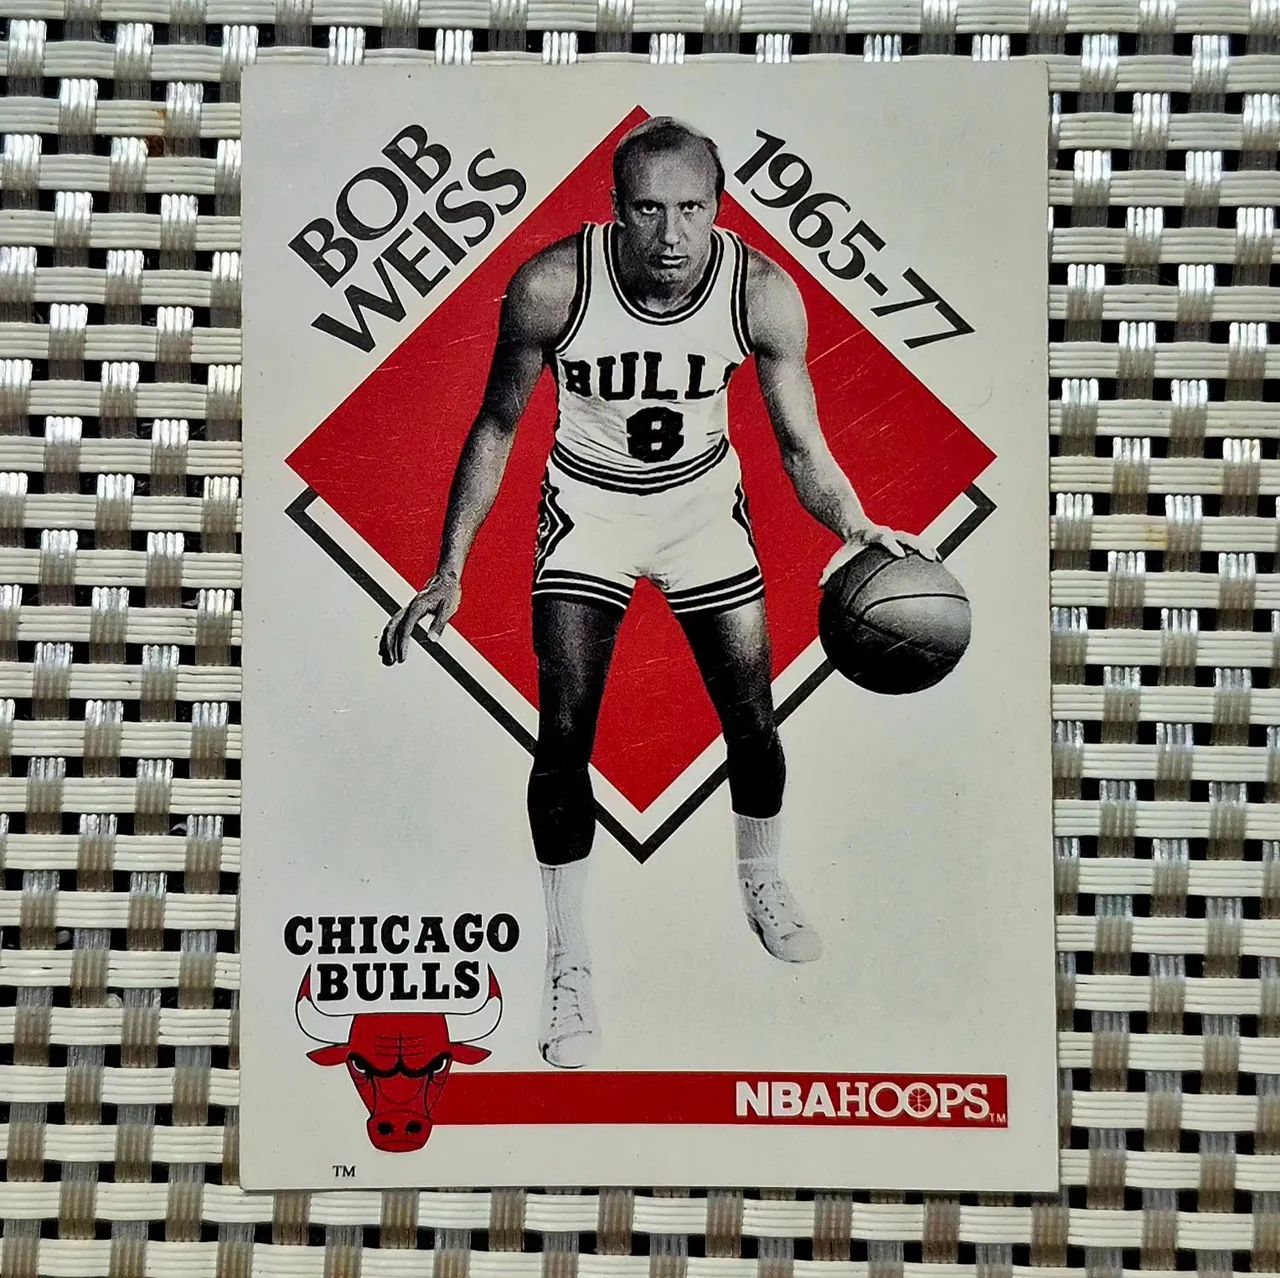 BOB
WEISS
1965-77
BULLS
8
CHICAGO
BULLS
NBAHOOPS TM
TM